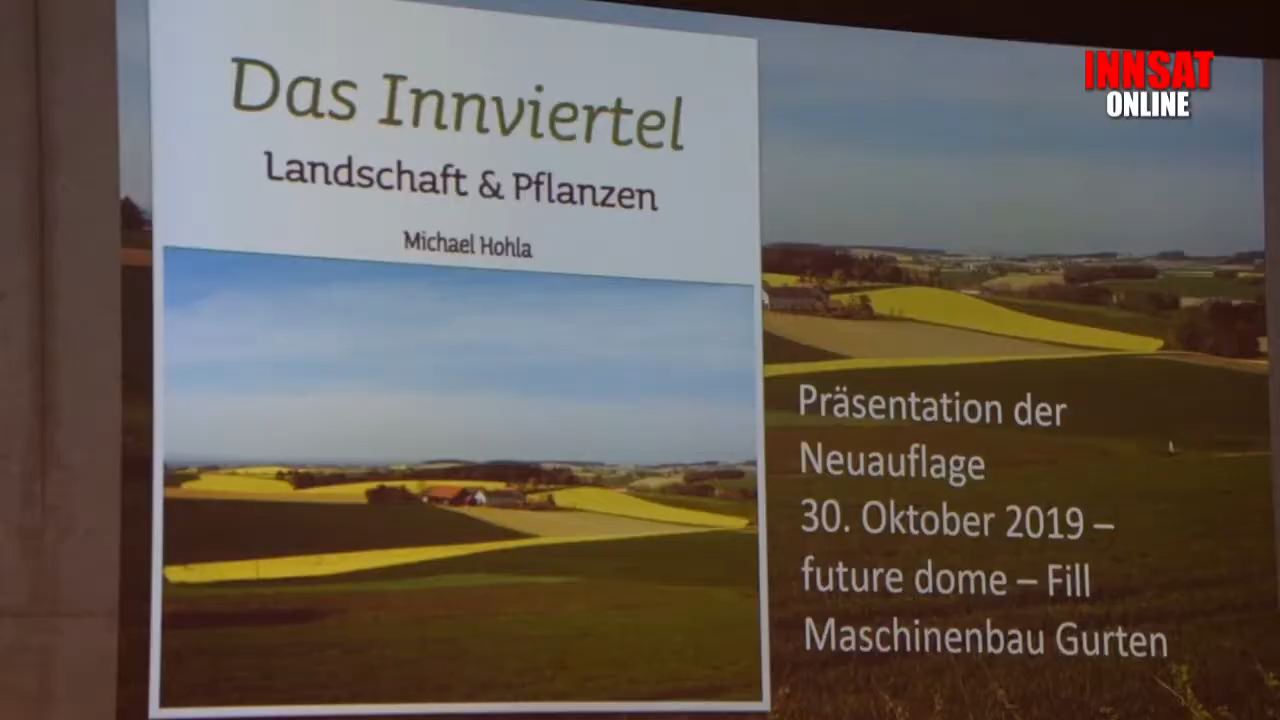 INNSAT
ONLINE
Das Innviertel
Landschaft & Pflanzen
Michael Hohla
Präsentation der
Neuauflage
30. Oktober 2019 –
future dome – Fill
Maschinenbau Gurten